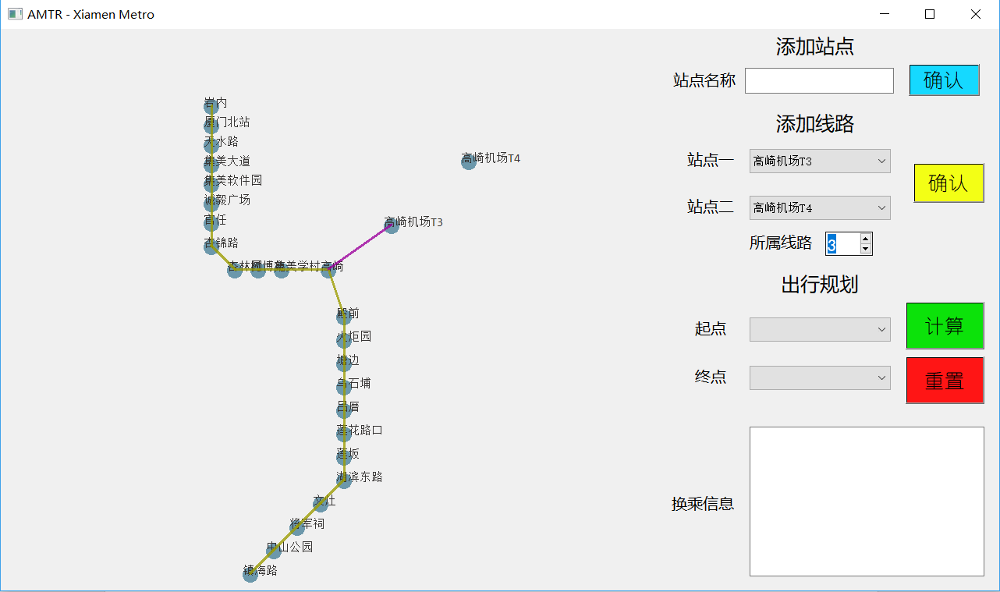 AMTR - Xiamen Metro
岩内
厦门北站
天水路
集美大道
集美软件园
诚毅广场
官任
杏锦路
杏林村
园博苑
集美学村
高崎
高崎机场T4
高崎机场T3
殿前
火炬园
塘边
乌石埔
吕厝
莲花路口
莲坂
湖滨东路
文灶
将军祠
中山公园
镇海路
添加站点
站点名称
确认
添加线路
站点一
高崎机场T3
确认
站点二
高崎机场T4
所属线路
3
出行规划
起点
计算
终点
重置
换乘信息